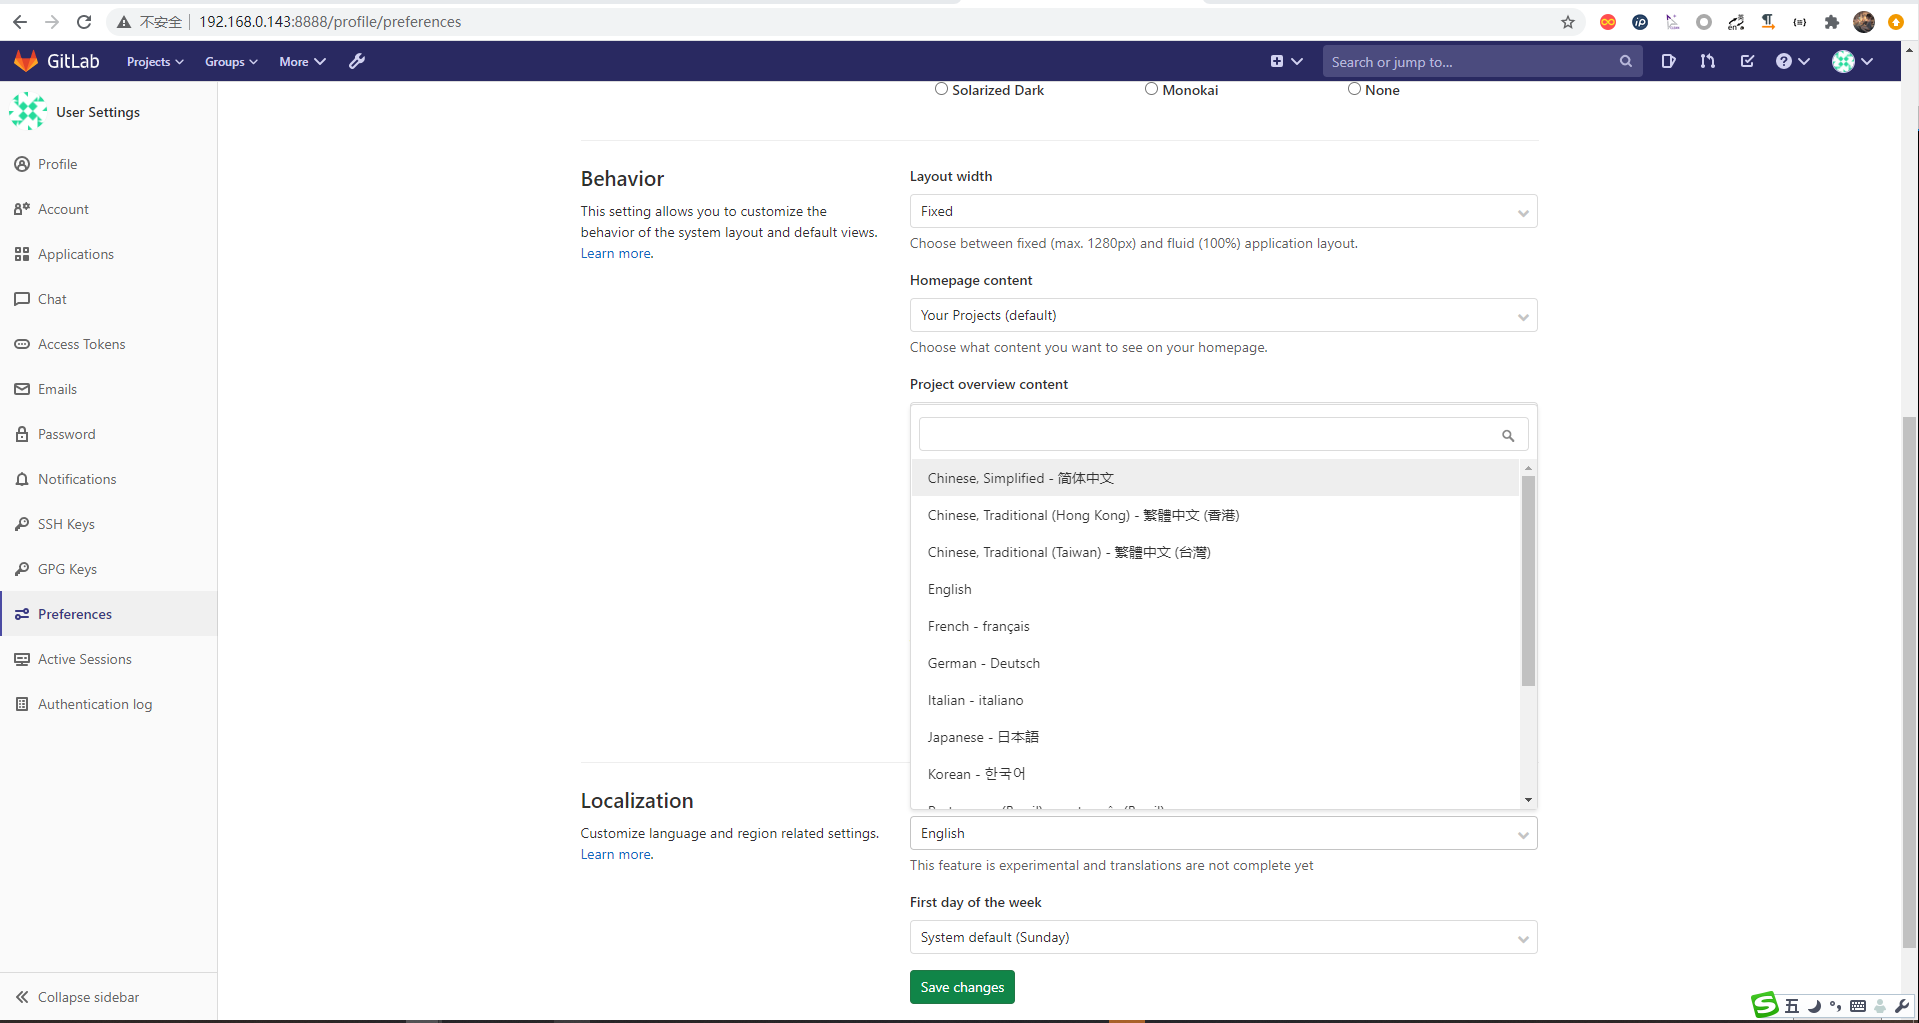 不安全
192.168.0.143:8888/profile/preferences
GitLab
Projects
Groups
More
Search or jump to...
User Settings
Profile
Account
Applications
Chat
Access Tokens
Emails
Password
Notifications
SSH Keys
GPG Keys
Preferences
Active Sessions
Authentication log
Collapse sidebar
Solarized Dark
Monokai
None
Behavior
This setting allows you to customize the
behavior of the system layout and default views.
Learn more.
Layout width
Fixed
Choose between fixed (max. 1280px) and fluid (100%) application layout.
Homepage content
Your Projects (default)
Choose what content you want to see on your homepage.
Project overview content
Chinese, Simplified - 简体中文
Chinese, Traditional (Hong Kong) - 繁體中文 (香港)
Chinese, Traditional (Taiwan) - 繁體中文 (台灣)
English
French - français
German - Deutsch
Italian - italiano
Japanese - 日本語
Korean - 한국어
Localization
Customize language and region related settings.
Learn more.
English
This feature is experimental and translations are not complete yet
First day of the week
System default (Sunday)
Save changes
五